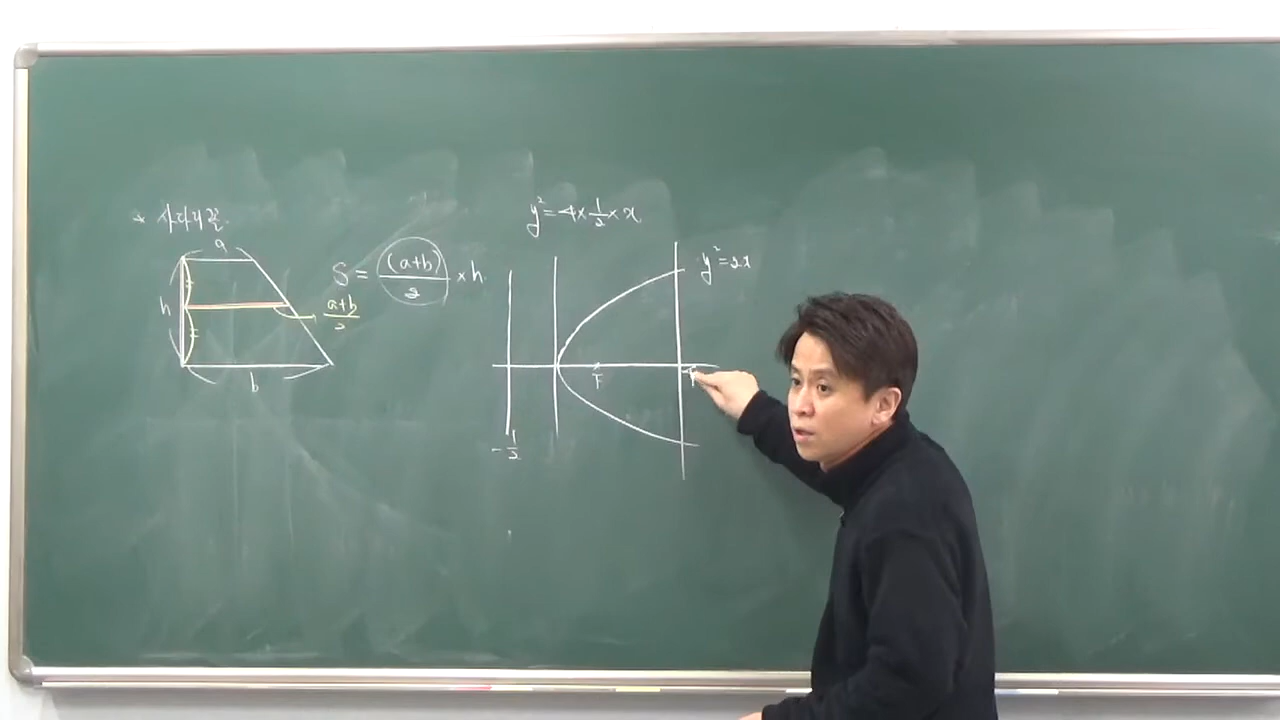 * 사다리꼴.
a
h
b
S = (a+b)/2 × h.
a+b/2
y²=4×1/2×x
y²=2x
F
-1/2